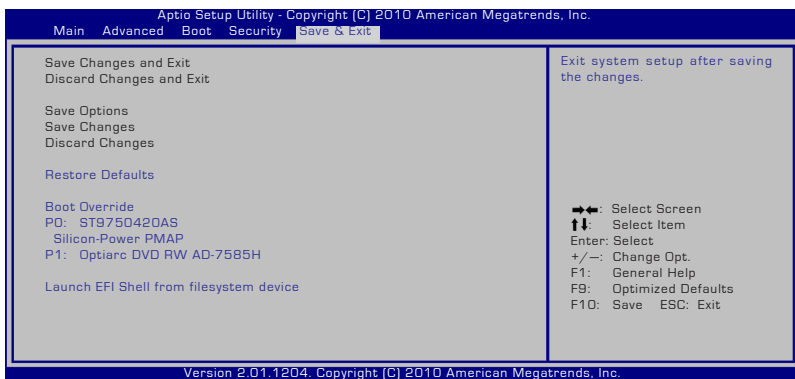 Aptio Setup Utility - Copyright (C) 2010 American Megatrends, Inc.
Main Advanced Boot Security Save & Exit
Save Changes and Exit
Discard Changes and Exit
Save Options
Save Changes
Discard Changes
Restore Defaults
Boot Override
P0: ST9750420AS
Silicon-Power PMAP
P1: Optiarc DVD RW AD-7585H
Launch EFI Shell from filesystem device
Exit system setup after saving
the changes.
→←: Select Screen
↑↓: Select Item
Enter: Select
+/—: Change Opt.
F1: General Help
F9: Optimized Defaults
F10: Save ESC: Exit
Version 2.01.1204. Copyright (C) 2010 American Megatrends, Inc.